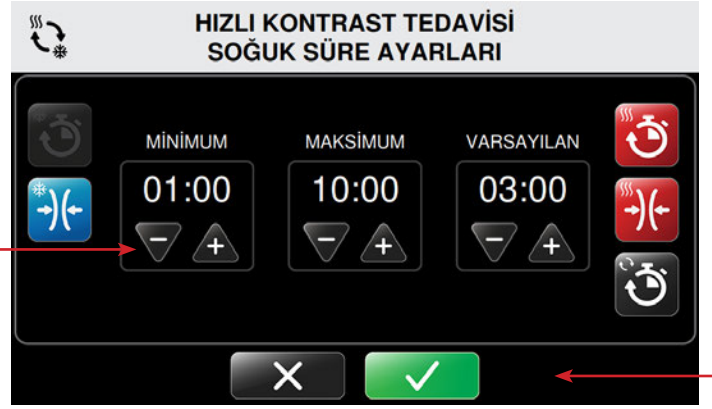 HIZLI KONTRAST TEDAVİSİ
SOĞUK SÜRE AYARLARI
MİNİMUM MAKSİMUM VARSAYILAN
01:00 10:00 03:00